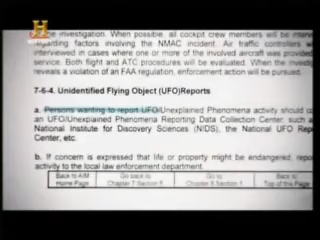 H
the investigation. When possible, all cockpit crew members will be interv
regarding factors involving the NMAC incident. Air traffic controllers w
interviewed in cases where one or more of the involved aircraft was provided
service. Both flight and ATC procedures will be evaluated. When the investig
reveals a violation of an FAA regulation, enforcement action will be pursued.
7-6-4. Unidentified Flying Object (UFO)Reports
a. Persons wanting to report UFO/Unexplained Phenomena activity should co
an UFO/Unexplained Phenomena Reporting Data Collection Center, such a
National Institute for Discovery Sciences (NIDS), the National UFO Rep
Center, etc.
b. If concern is expressed that life or property might be endangered, repo
activity to the local law enforcement department.
Back to AIM Go back to Go to Back to
Home Page Chapter 7 Section 5 Chapter 8 Section 1 Top of this Page